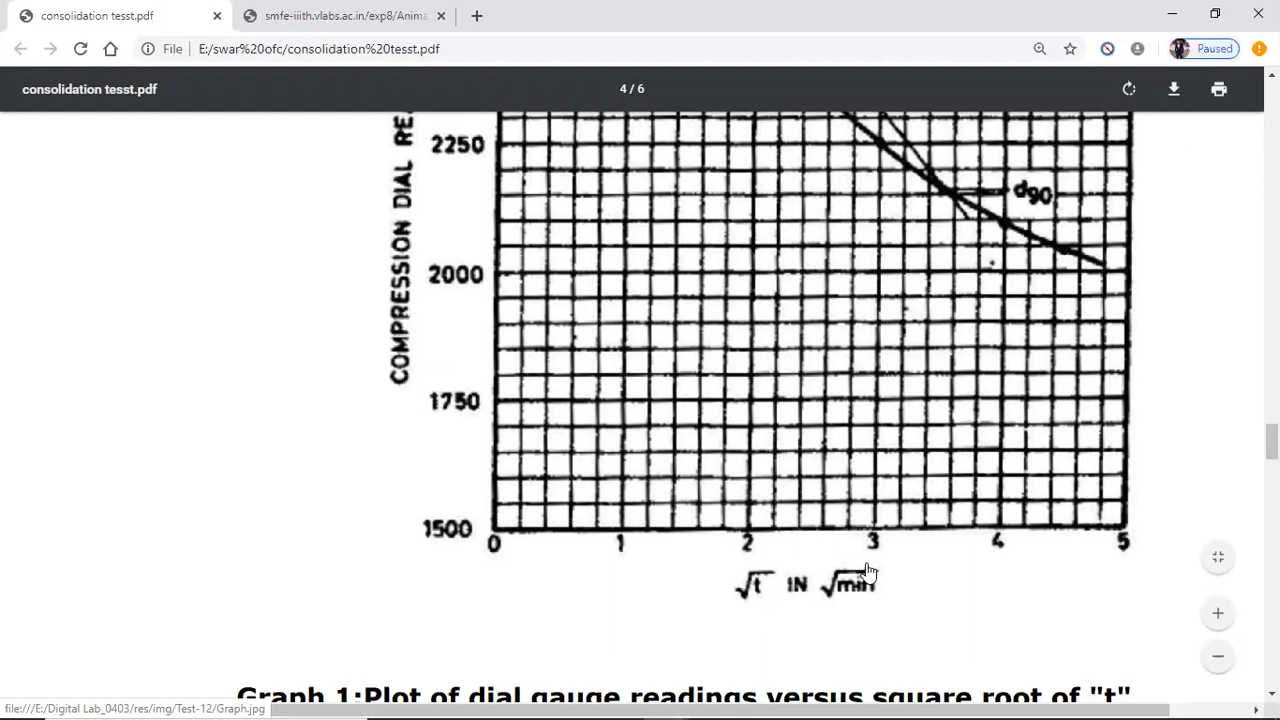 consolidation tesst.pdf
smfe-iiith.vlabs.ac.in/exp8/Anima
File
E:/swar%20ofc/consolidation%20tesst.pdf
Paused
consolidation tesst.pdf
4 / 6
COMPRESSION DIAL RE
2250
d90
2000
1750
1500
0 1 2 3 4 5
√t IN √min
Graph 1:Plot of dial gauge readings versus square root of "t"
file:///E:/Digital Lab_0403/res/img/Test-12/Graph.jpg